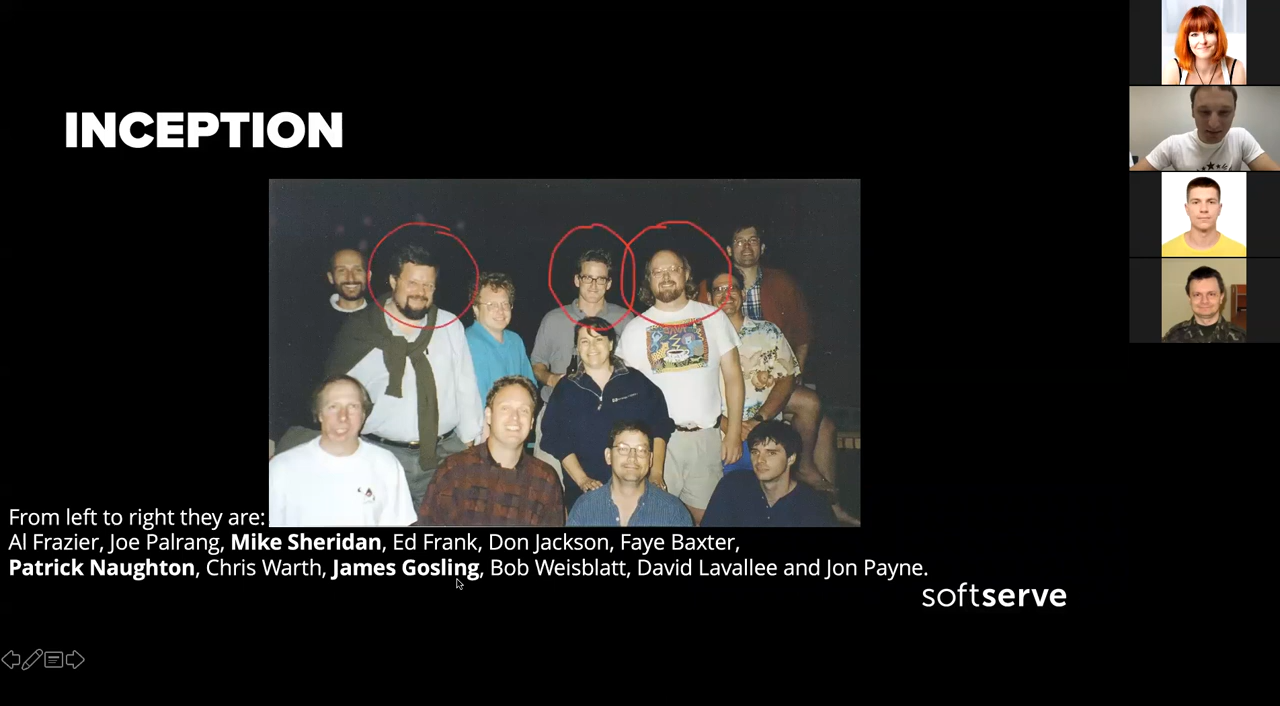 INCEPTION
From left to right they are:
Al Frazier, Joe Palrang, Mike Sheridan, Ed Frank, Don Jackson, Faye Baxter,
Patrick Naughton, Chris Warth, James Gosling, Bob Weisblatt, David Lavallee and Jon Payne.
softserve